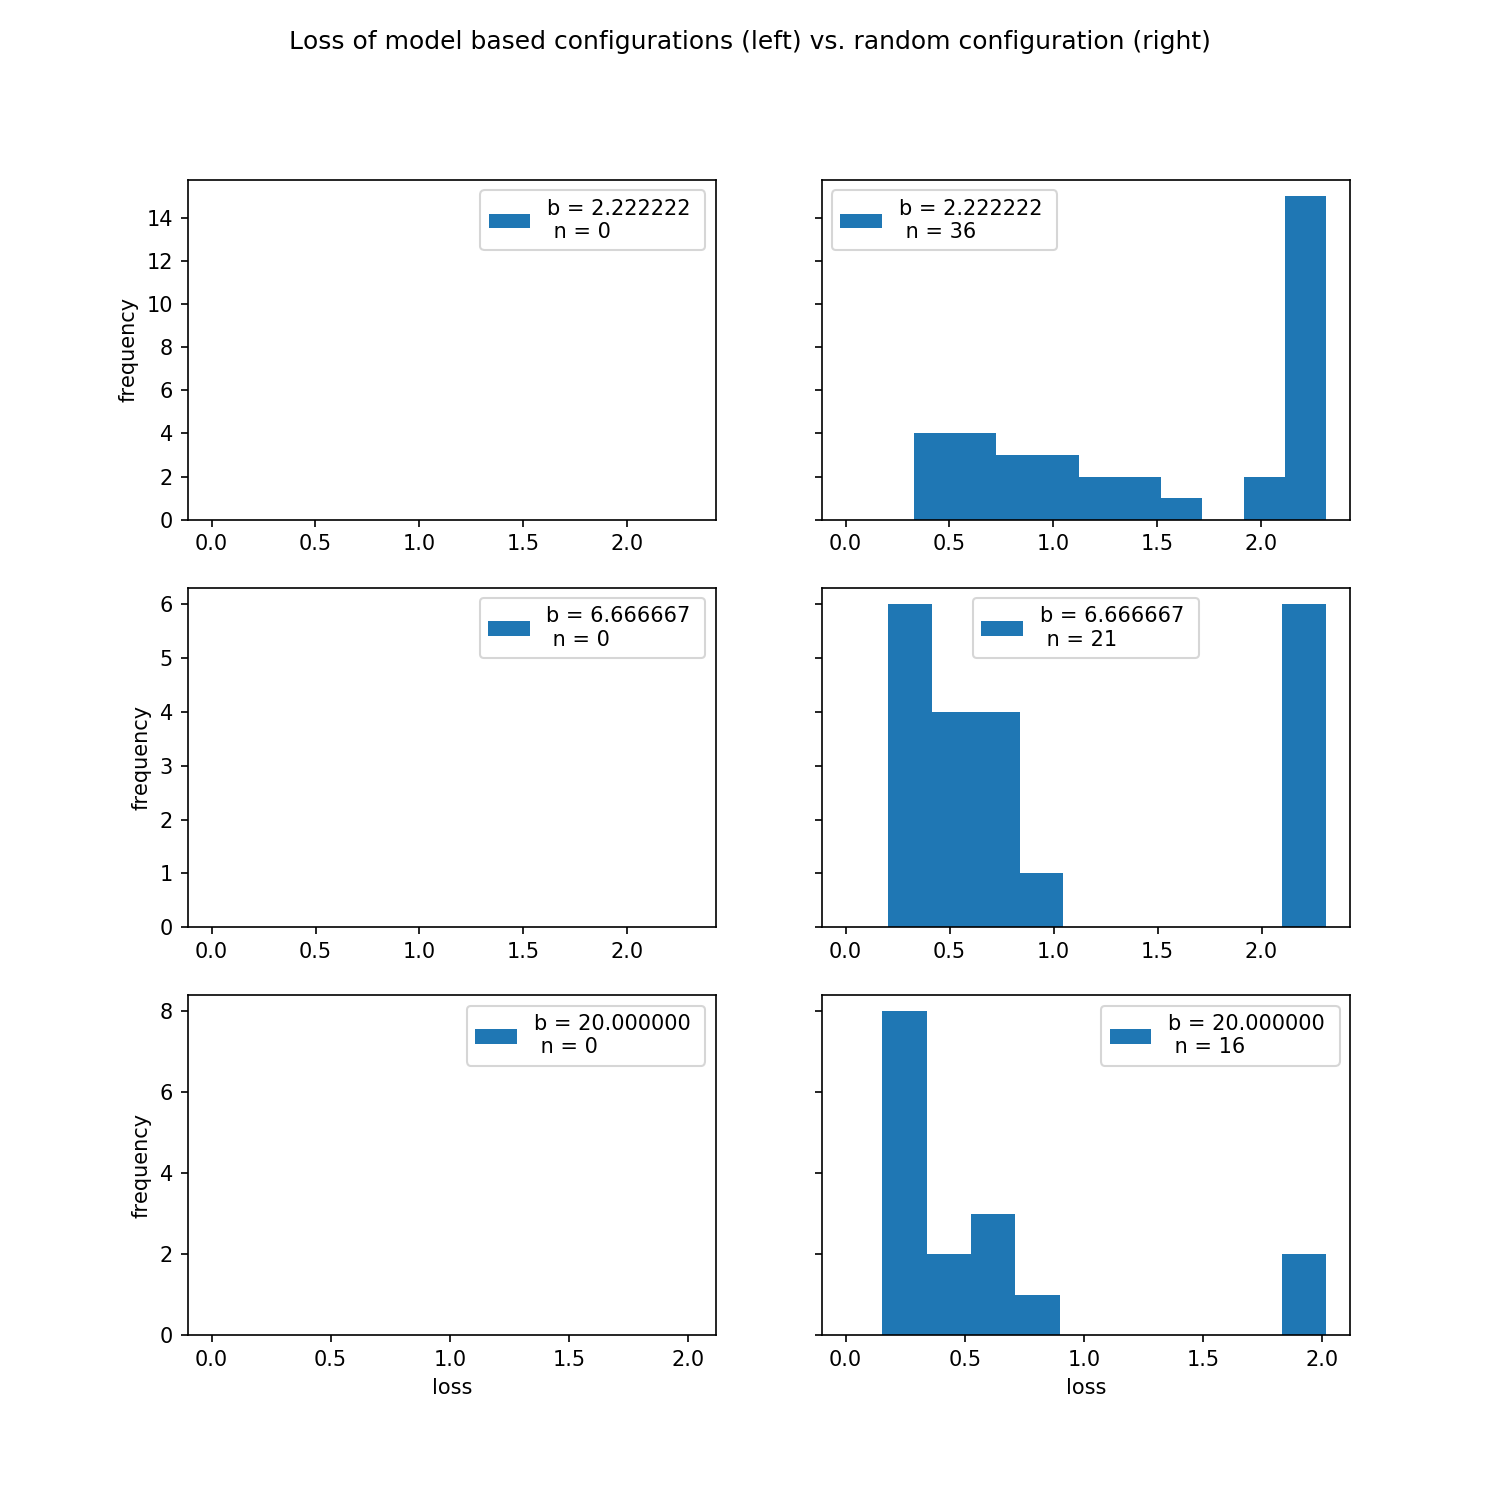 Loss of model based configurations (left) vs. random configuration (right)
frequency
14
12
10
8
6
4
2
0
b = 2.222222
n = 0
0.0 0.5 1.0 1.5 2.0
b = 2.222222
n = 36
0.0 0.5 1.0 1.5 2.0
frequency
6
5
4
3
2
1
0
b = 6.666667
n = 0
0.0 0.5 1.0 1.5 2.0
b = 6.666667
n = 21
0.0 0.5 1.0 1.5 2.0
frequency
8
6
4
2
0
b = 20.000000
n = 0
0.0 0.5 1.0 1.5 2.0
loss
b = 20.000000
n = 16
0.0 0.5 1.0 1.5 2.0
loss